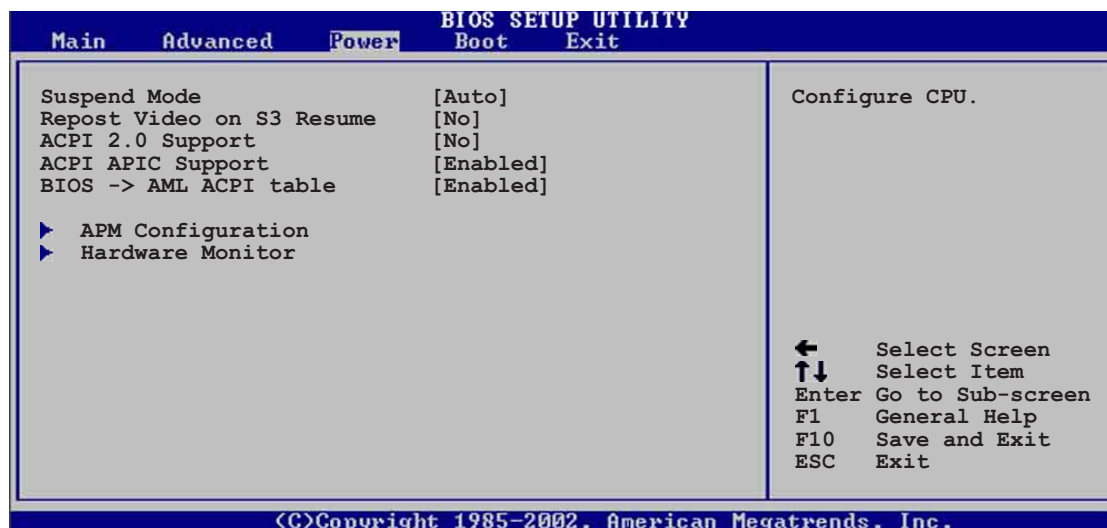 BIOS SETUP UTILITY
Main Advanced Power Boot Exit
Suspend Mode [Auto]
Repost Video on S3 Resume [No]
ACPI 2.0 Support [No]
ACPI APIC Support [Enabled]
BIOS -> AML ACPI table [Enabled]
APM Configuration
Hardware Monitor
Configure CPU.
← Select Screen
↑↓ Select Item
Enter Go to Sub-screen
F1 General Help
F10 Save and Exit
ESC Exit
(C)Copyright 1985-2002, American Megatrends, Inc.